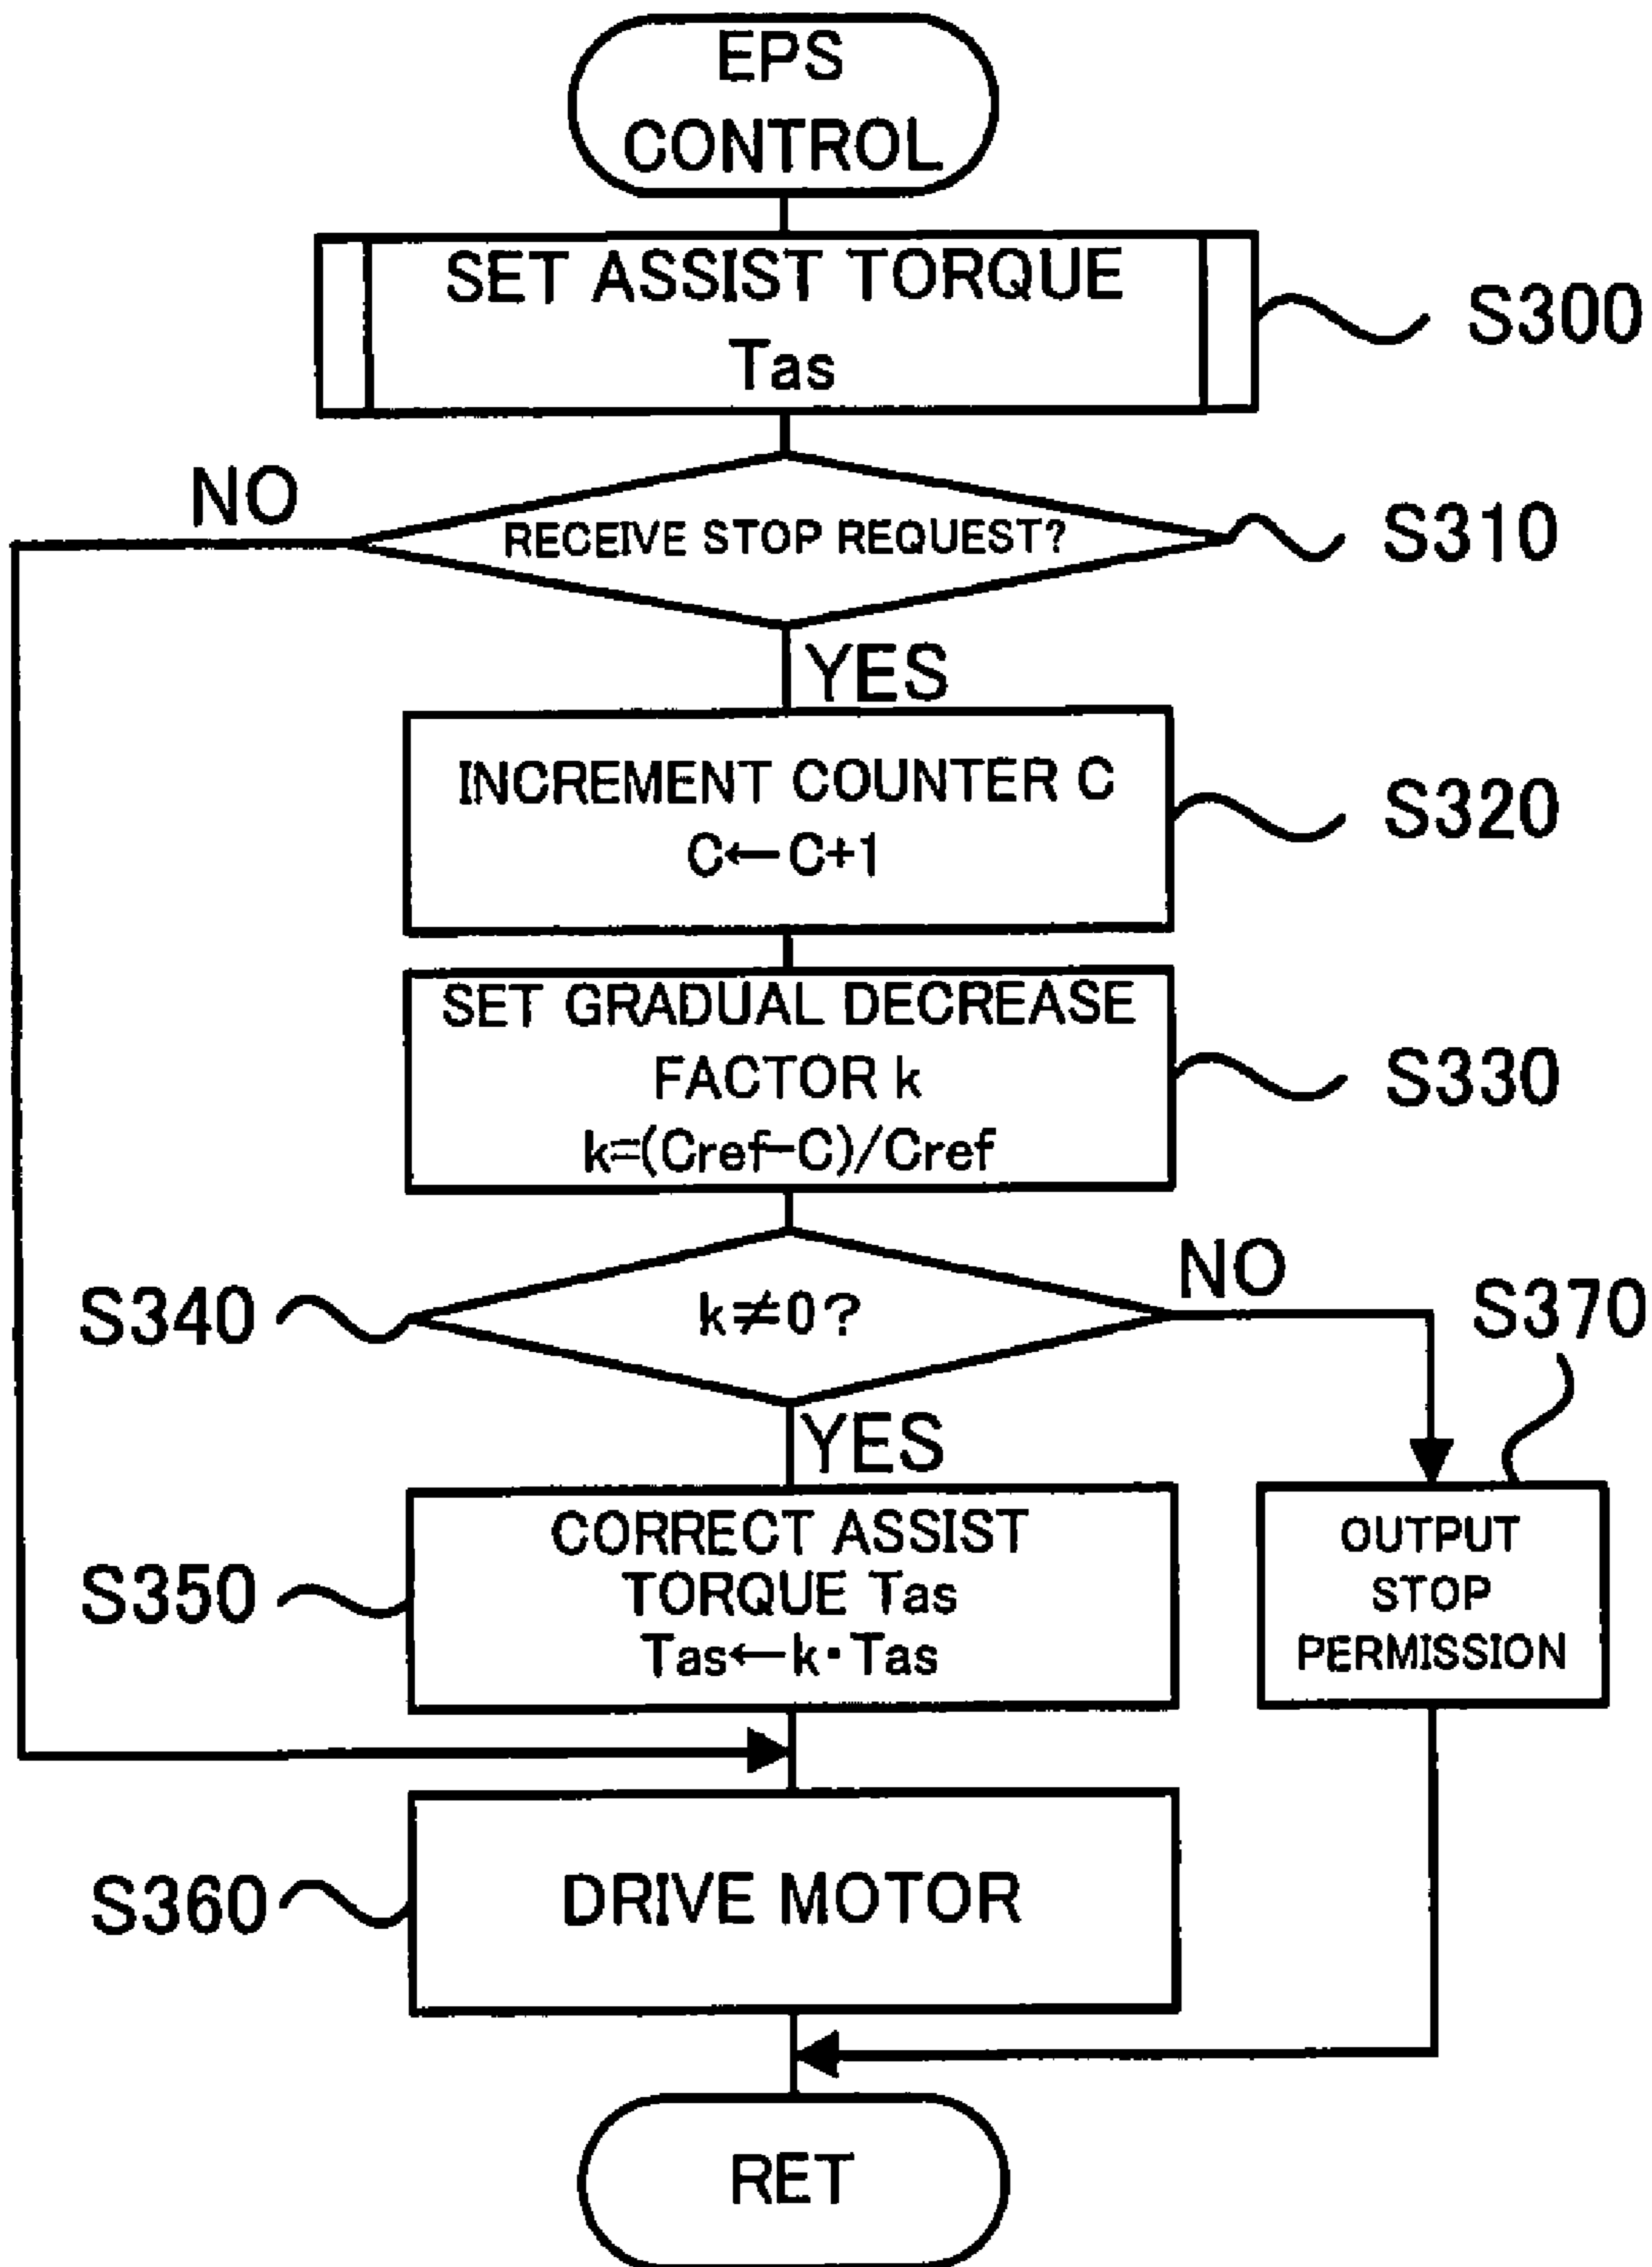 EPS
CONTROL
SET ASSIST TORQUE
Tas
S300
NO
RECEIVE STOP REQUEST?
S310
YES
INCREMENT COUNTER C
C←C+1
S320
SET GRADUAL DECREASE
FACTOR k
k=(Cref-C)/Cref
S330
S340
k≠0?
NO
S370
YES
S350
CORRECT ASSIST
TORQUE Tas
Tas←k·Tas
OUTPUT
STOP
PERMISSION
S360
DRIVE MOTOR
RET